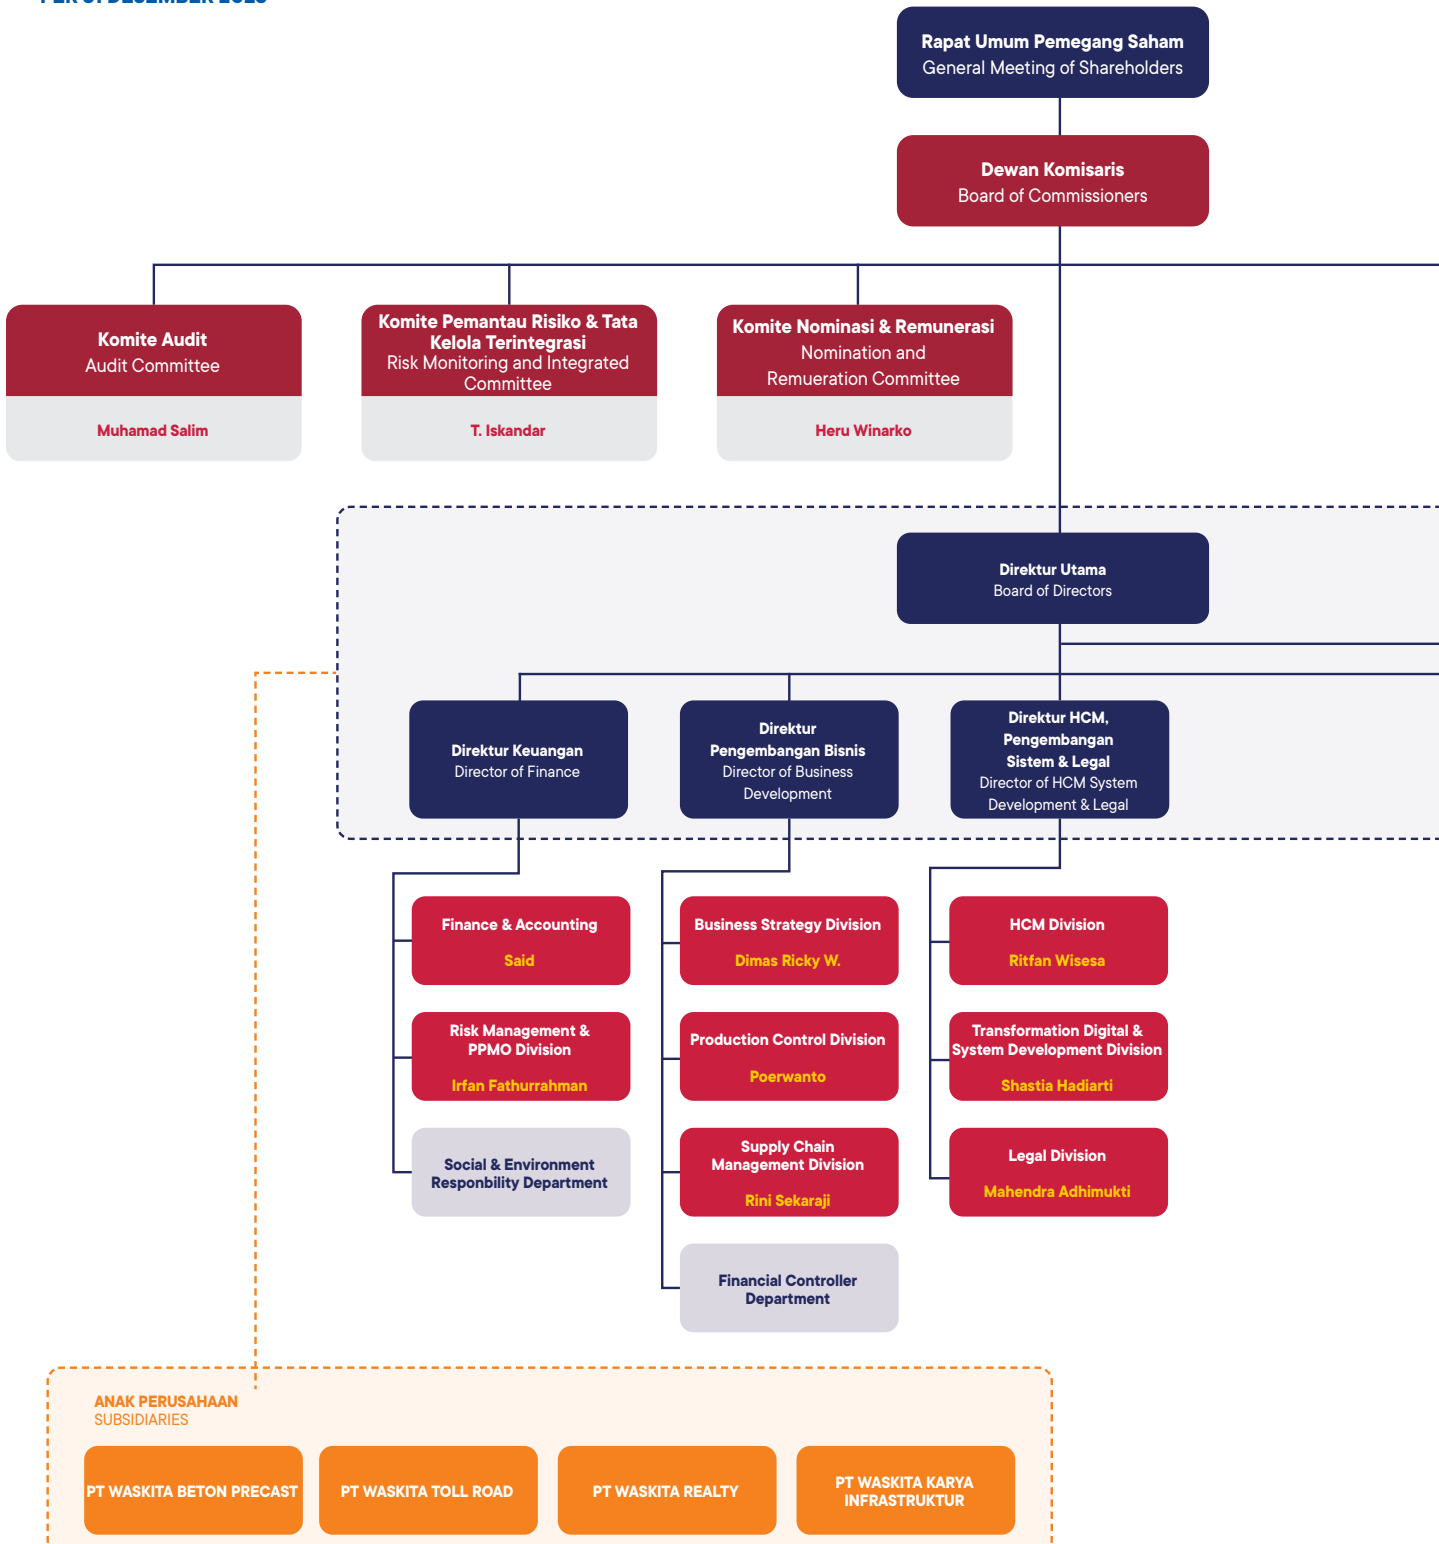 Rapat Umum Pemegang Saham
General Meeting of Shareholders
Dewan Komisaris
Board of Commissioners
Komite Audit
Audit Committee
Muhamad Salim
Komite Pemantau Risiko & Tata
Kelola Terintegrasi
Risk Monitoring and Integrated
Committee
T. Iskandar
Komite Nominasi & Remunerasi
Nomination and
Remueration Committee
Heru Winarko
Direktur Utama
Board of Directors
Direktur Keuangan
Director of Finance
Direktur
Pengembangan Bisnis
Director of Business
Development
Direktur HCM,
Pengembangan
Sistem & Legal
Director of HCM System
Development & Legal
Finance & Accounting
Said
Risk Management &
PPMO Division
Irfan Fathurrahman
Social & Environment
Responbility Department
Business Strategy Division
Dimas Ricky W.
Production Control Division
Poerwanto
Supply Chain
Management Division
Rini Sekaraji
Financial Controller
Department
HCM Division
Ritfan Wisesa
Transformation Digital &
System Development Division
Shastia Hadiarti
Legal Division
Mahendra Adhimukti
ANAK PERUSAHAAN
SUBSIDIARIES
PT WASKITA BETON PRECAST
PT WASKITA TOLL ROAD
PT WASKITA REALTY
PT WASKITA KARYA
INFRASTRUKTUR